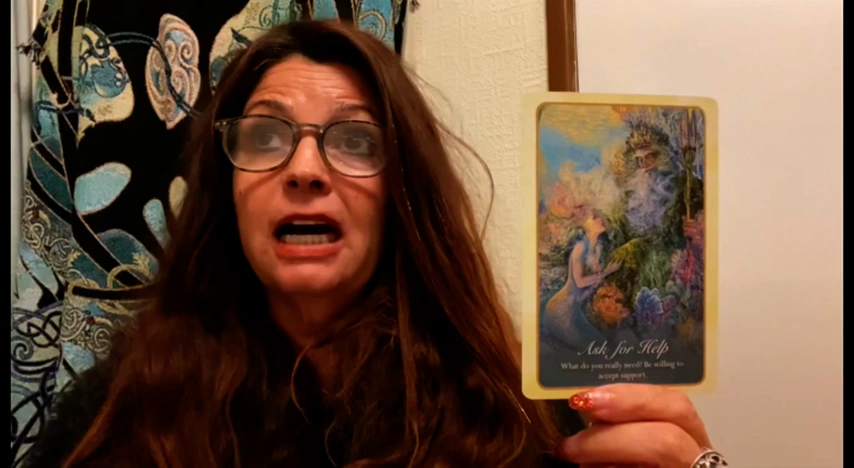 Ask for Help
What do you really need? Be willing to
accept support.